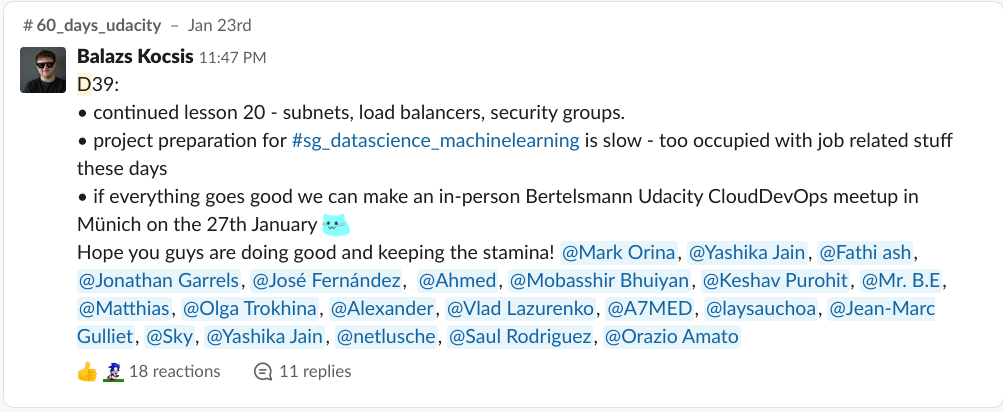 # 60_days_udacity – Jan 23rd
Balazs Kocsis 11:47 PM
D39:
• continued lesson 20 - subnets, load balancers, security groups.
• project preparation for #sg_datascience_machinelearning is slow - too occupied with job related stuff
these days
• if everything goes good we can make an in-person Bertelsmann Udacity CloudDevOps meetup in
Münich on the 27th January
Hope you guys are doing good and keeping the stamina! @Mark Orina, @Yashika Jain, @Fathi ash,
@Jonathan Garrels, @José Fernández, @Ahmed, @Mobasshir Bhuiyan, @Keshav Purohit, @Mr. B.E,
@Matthias, @Olga Trokhina, @Alexander, @Vlad Lazurenko, @A7MED, @laysauchoa, @Jean-Marc
Gulliet, @Sky, @Yashika Jain, @netlusche, @Saul Rodriguez, @Orazio Amato
18 reactions 11 replies